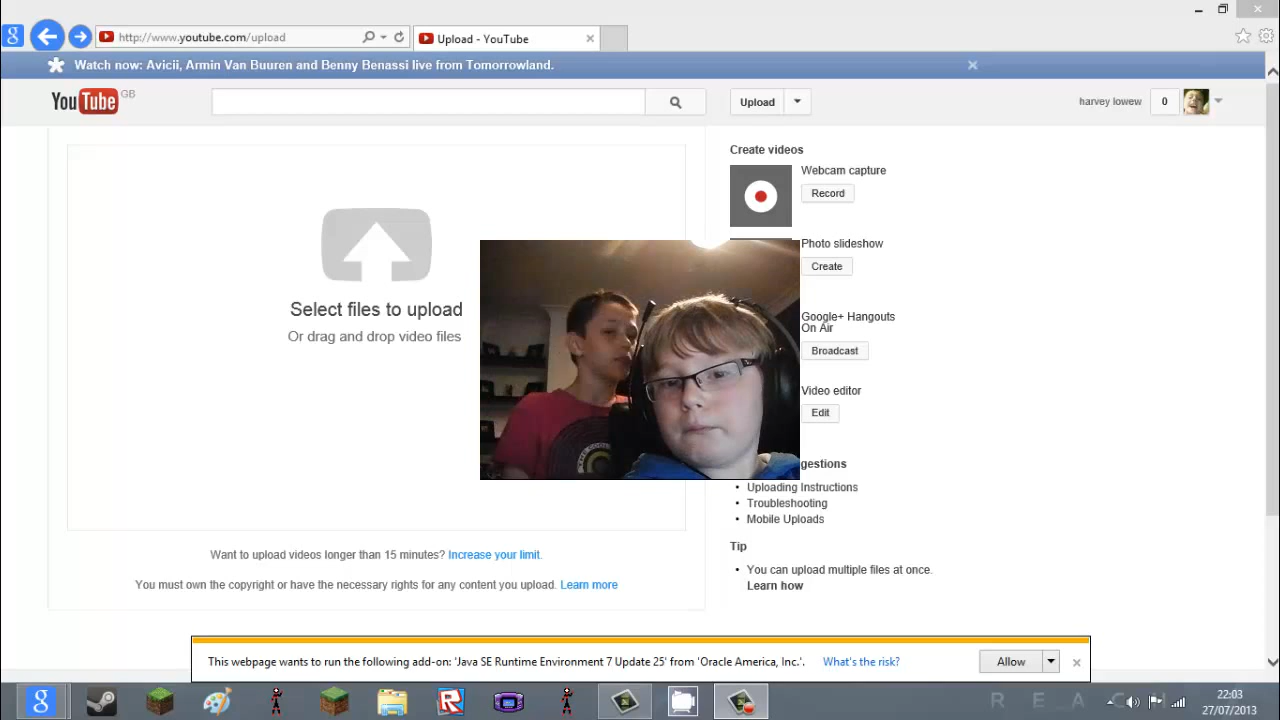 http://www.youtube.com/upload
Upload - YouTube
Watch now: Avicii, Armin Van Buuren and Benny Benassi live from Tomorrowland.
YouTube GB
Upload
harvey lowew
0
Create videos
Webcam capture
Record
Photo slideshow
Create
Select files to upload
Or drag and drop video files
Google+ Hangouts
On Air
Broadcast
Video editor
Edit
gestions
• Uploading Instructions
• Troubleshooting
• Mobile Uploads
Tip
• You can upload multiple files at once.
Learn how
Want to upload videos longer than 15 minutes? Increase your limit.
You must own the copyright or have the necessary rights for any content you upload. Learn more
This webpage wants to run the following add-on: 'Java SE Runtime Environment 7 Update 25' from 'Oracle America, Inc.'. What's the risk?
Allow
22:03
27/07/2013